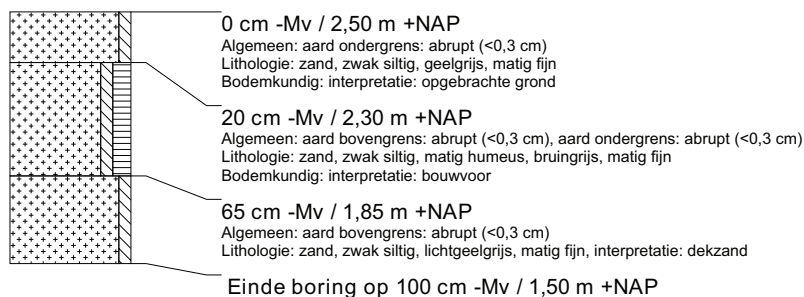 0 cm -Mv / 2,50 m +NAP
Algemeen: aard ondergrens: abrupt (<0,3 cm)
Lithologie: zand, zwak siltig, geelgrijs, matig fijn
Bodemkundig: interpretatie: opgebrachte grond
20 cm -Mv / 2,30 m +NAP
Algemeen: aard bovengrens: abrupt (<0,3 cm), aard ondergrens: abrupt (<0,3 cm)
Lithologie: zand, zwak siltig, matig humeus, bruingrijs, matig fijn
Bodemkundig: interpretatie: bouwvoor
65 cm -Mv / 1,85 m +NAP
Algemeen: aard bovengrens: abrupt (<0,3 cm)
Lithologie: zand, zwak siltig, lichtgeelgrijs, matig fijn, interpretatie: dekzand
Einde boring op 100 cm -Mv / 1,50 m +NAP